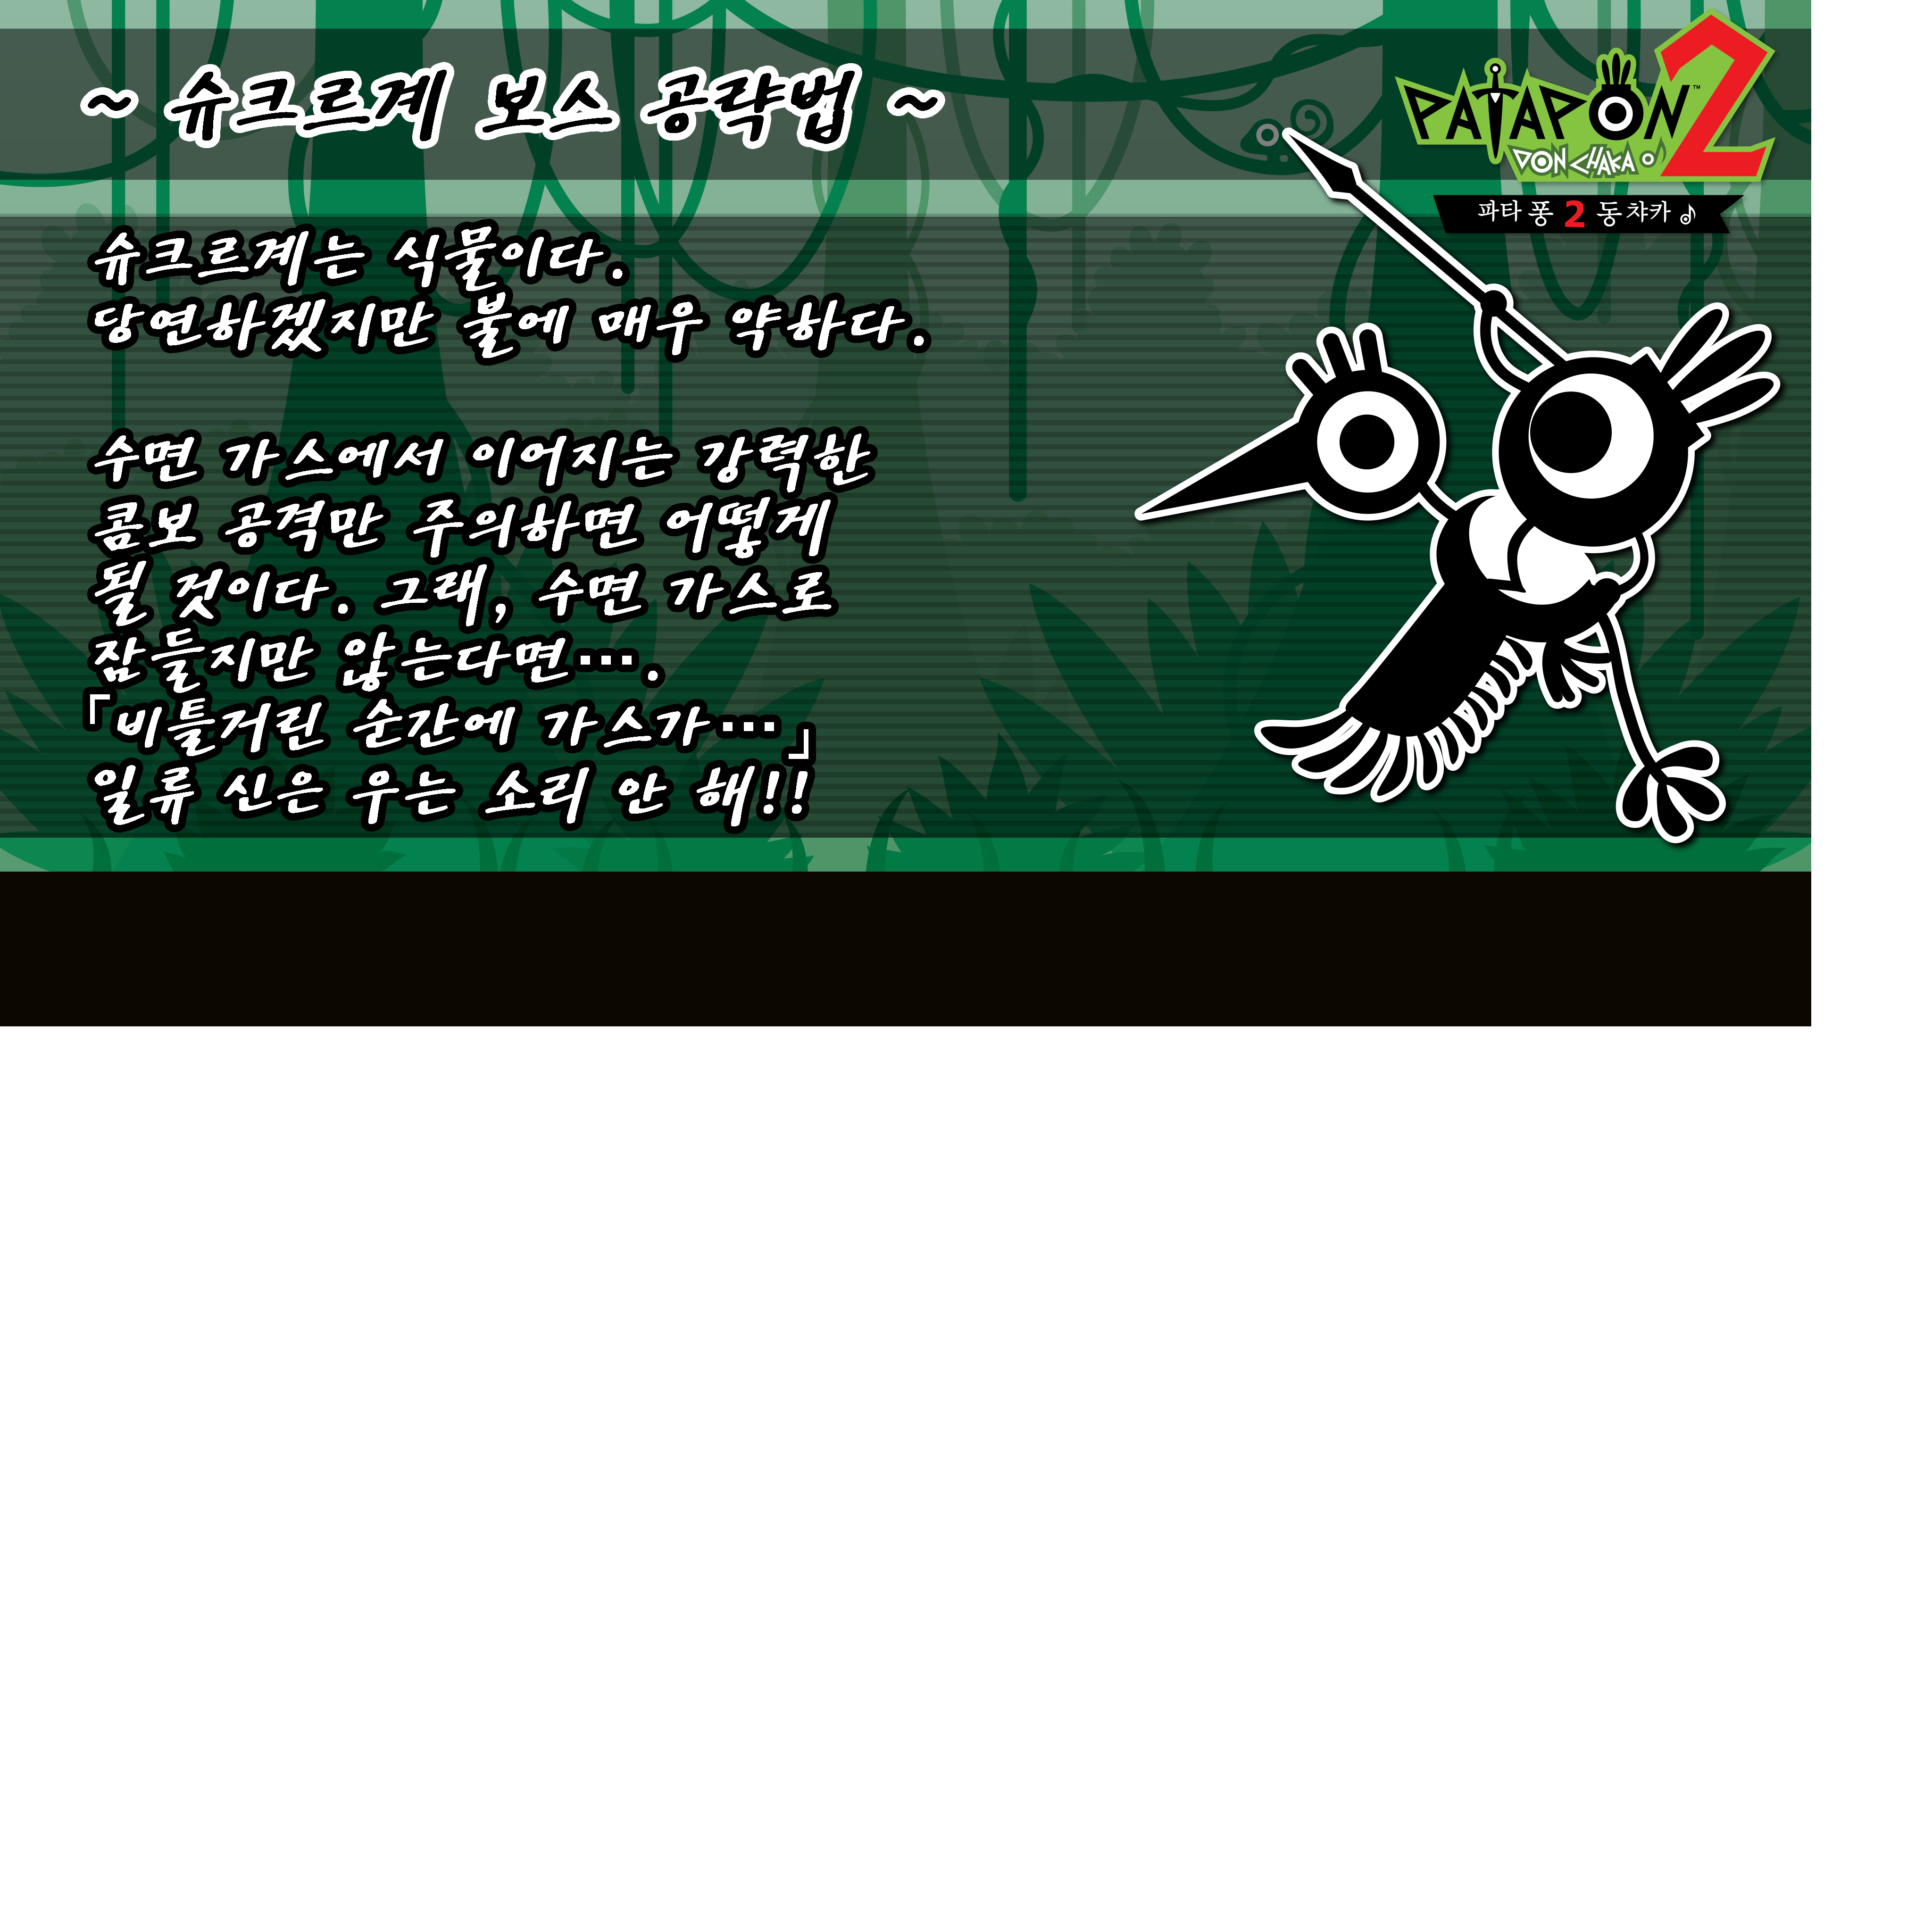 ~ 슈크르계 보스 공략법 ~
PATAPON 2™
DON CHAKA♪
파타퐁 2 동챠카 ♪
슈크르계는 식물이다.
당연하겠지만 불에 매우 약하다.
수면 가스에서 이어지는 강력한
콤보 공격만 주의하면 어떻게
될 것이다. 그래, 수면 가스로
잠들지만 않는다면….
「비틀거린 순간에 가스가…」
일류 신은 우는 소리 안 해!!